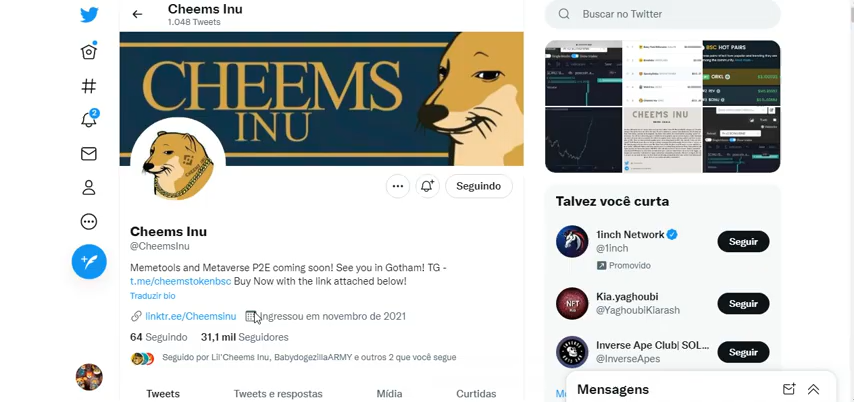 Cheems Inu
1.048 Tweets
CHEEMS
INU
Seguindo
Cheems Inu
@CheemsInu
Memetools and Metaverse P2E coming soon! See you in Gotham! TG -
t.me/cheemstokenbsc Buy Now with the link attached below!
Traduzir bio
linktr.ee/Cheemsinu Ingressou em novembro de 2021
64 Seguindo 31,1 mil Seguidores
Seguido por Lil'Cheems Inu, BabydogezillaARMY e outros 2 que você segue
Tweets Tweets e respostas Mídia Curtidas
2
Buscar no Twitter
BSC HOT PAIRS
CHEEMS INU
Talvez você curta
1inch Network
@1inch
Seguir
Promovido
Kia.yaghoubi
@YaghoubiKiarash
Seguir
NFT
Inverse Ape Club| SOL...
@InverseApes
Seguir
Mensagens